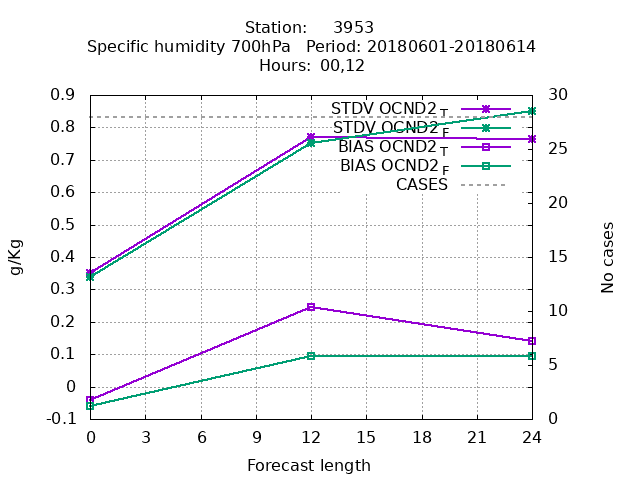 Station: 3953
Specific humidity 700hPa Period: 20180601-20180614
Hours: 00,12
0.9
0.8
0.7
0.6
0.5
0.4
0.3
0.2
0.1
0
-0.1
g/Kg
STDV OCND2_T
STDV OCND2_F
BIAS OCND2_T
BIAS OCND2_F
CASES
30
25
20
15
10
5
0
No cases
0 3 6 9 12 15 18 21 24
Forecast length